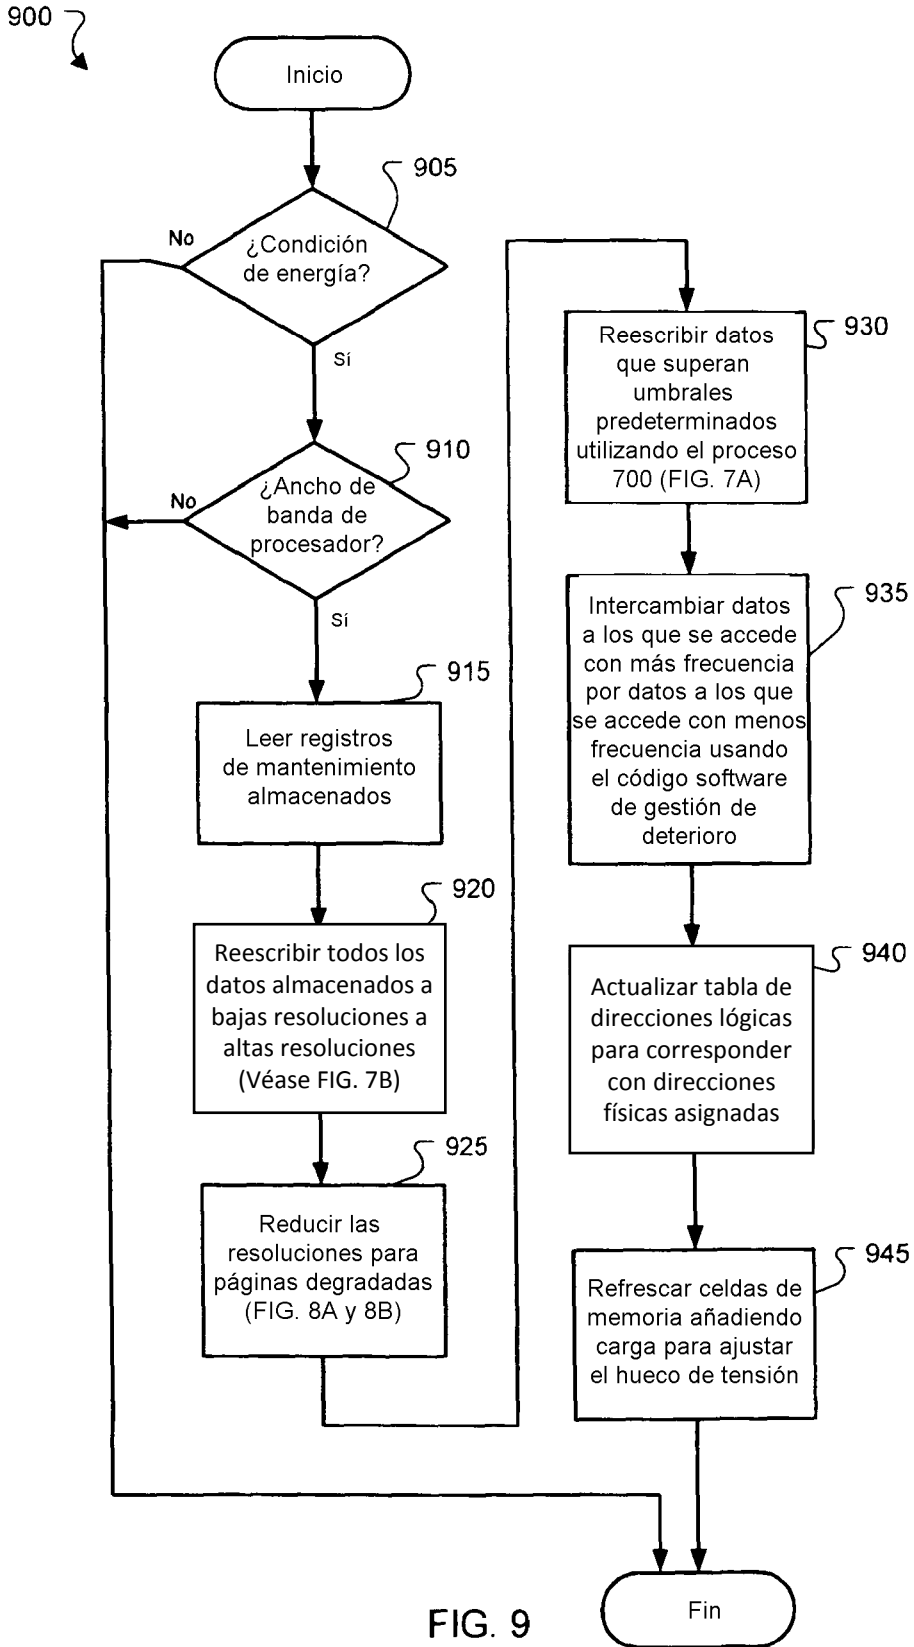 900
Inicio
905
¿Condición
de energía?
No
Sí
910
¿Ancho de
banda de
procesador?
No
Sí
915
Leer registros
de mantenimiento
almacenados
920
Reescribir todos los
datos almacenados a
bajas resoluciones a
altas resoluciones
(Véase FIG. 7B)
925
Reducir las
resoluciones para
páginas degradadas
(FIG. 8A y 8B)
930
Reescribir datos
que superan
umbrales
predeterminados
utilizando el proceso
700 (FIG. 7A)
935
Intercambiar datos
a los que se accede
con más frecuencia
por datos a los que
se accede con menos
frecuencia usando
el código software
de gestión de
deterioro
940
Actualizar tabla de
direcciones lógicas
para corresponder
con direcciones
físicas asignadas
945
Refrescar celdas de
memoria añadiendo
carga para ajustar
el hueco de tensión
Fin
FIG. 9